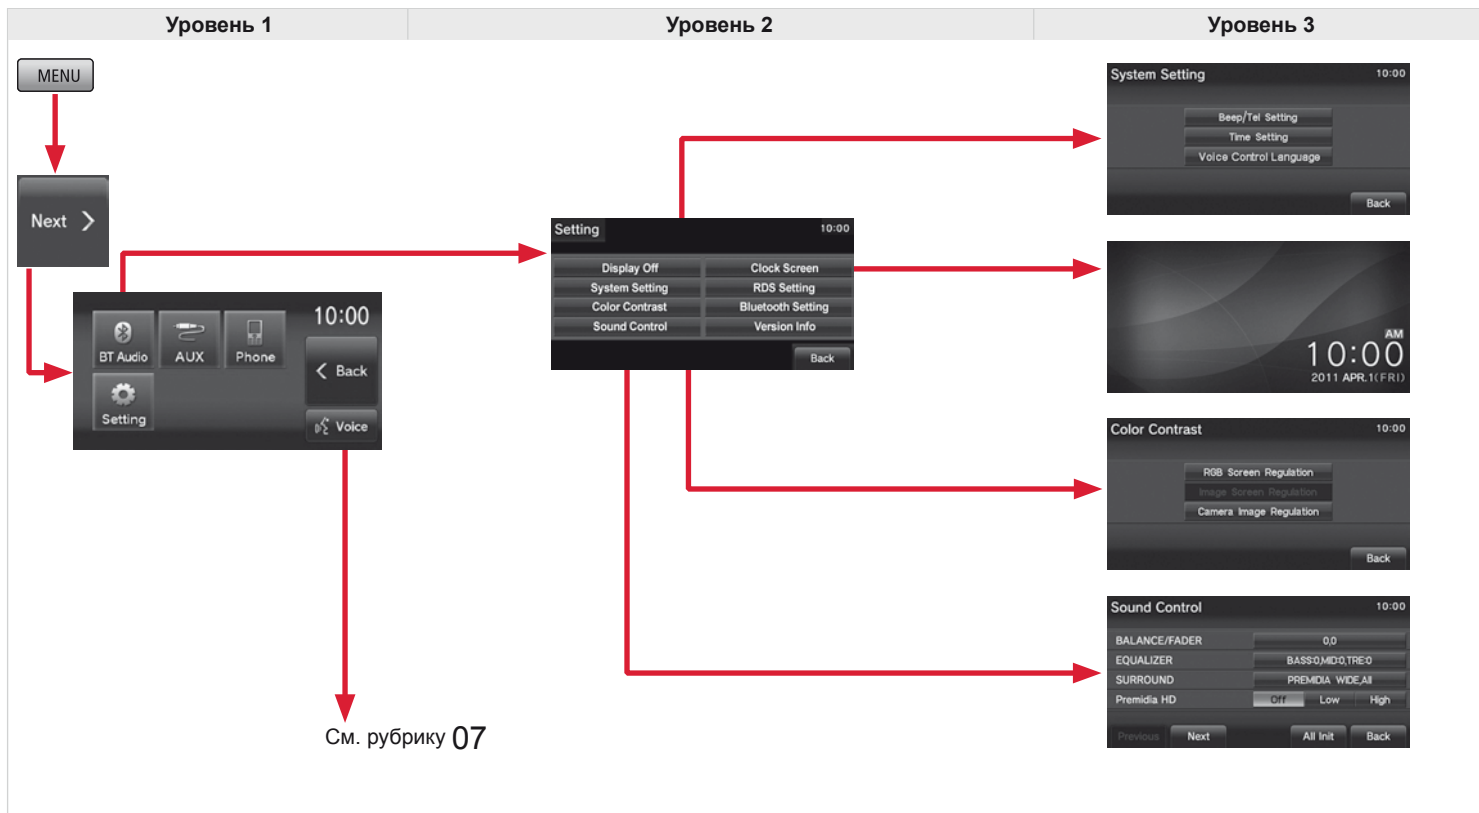 Уровень 1
Уровень 2
Уровень 3
MENU
Next
10:00
BT Audio
AUX
Phone
Back
Setting
Voice
См. рубрику 07
Setting
10:00
Display Off
Clock Screen
System Setting
RDS Setting
Color Contrast
Bluetooth Setting
Sound Control
Version Info
Back
System Setting
10:00
Beep/Tel Setting
Time Setting
Voice Control Language
Back
AM
10:00
2011 APR.1(FRI)
Color Contrast
10:00
RGB Screen Regulation
Image Screen Regulation
Camera Image Regulation
Back
Sound Control
10:00
BALANCE/FADER 0,0
EQUALIZER BASS:0,MID:0,TRE:0
SURROUND PREMIDIA WIDE,All
Premidia HD Off Low High
Previous Next All Init Back